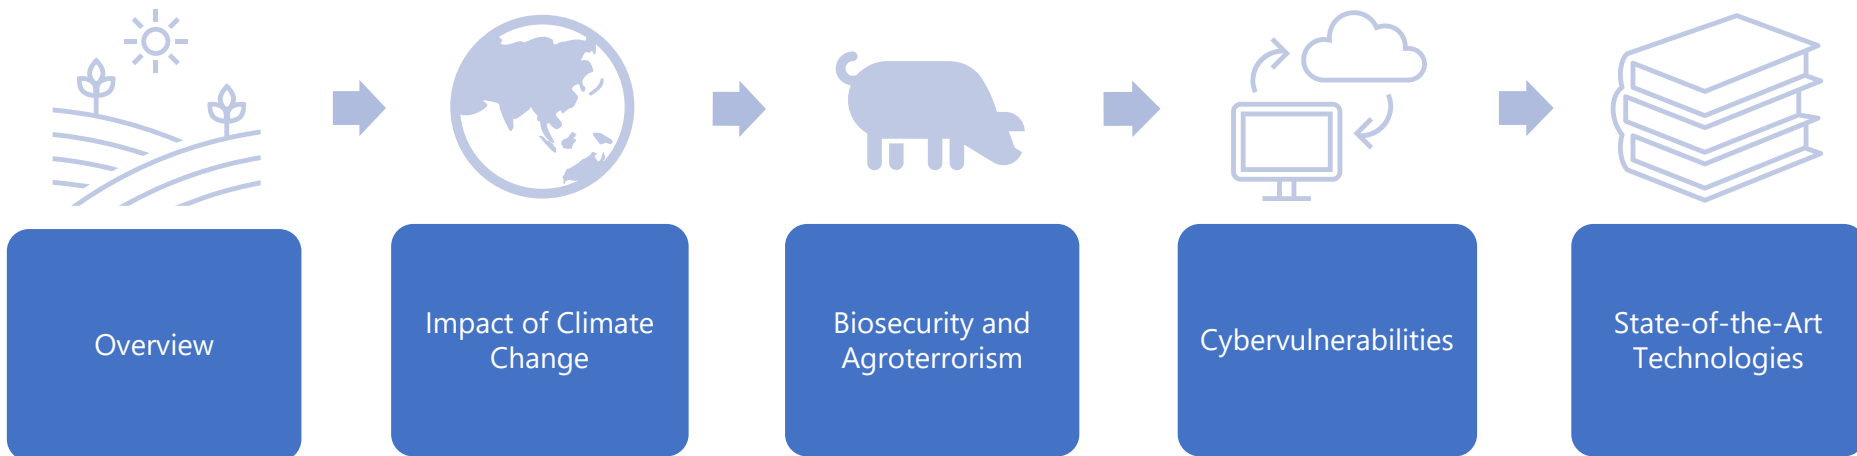 Overview
Impact of Climate
Change
Biosecurity and
Agroterrorism
Cybervulnerabilities
State-of-the-Art
Technologies